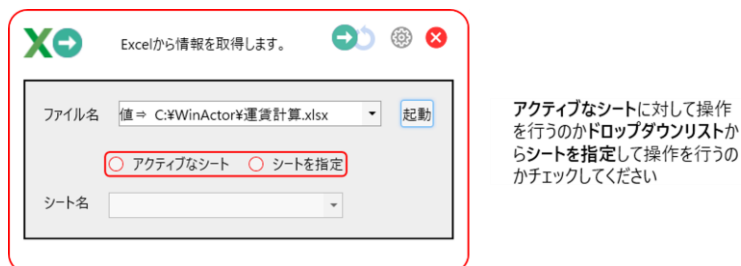 Excelから情報を取得します。
ファイル名 値⇒ C:¥WinActor¥運賃計算.xlsx 起動
アクティブなシート シートを指定
シート名
アクティブなシートに対して操作
を行うのかドロップダウンリストか
らシートを指定して操作を行うの
かチェックしてください